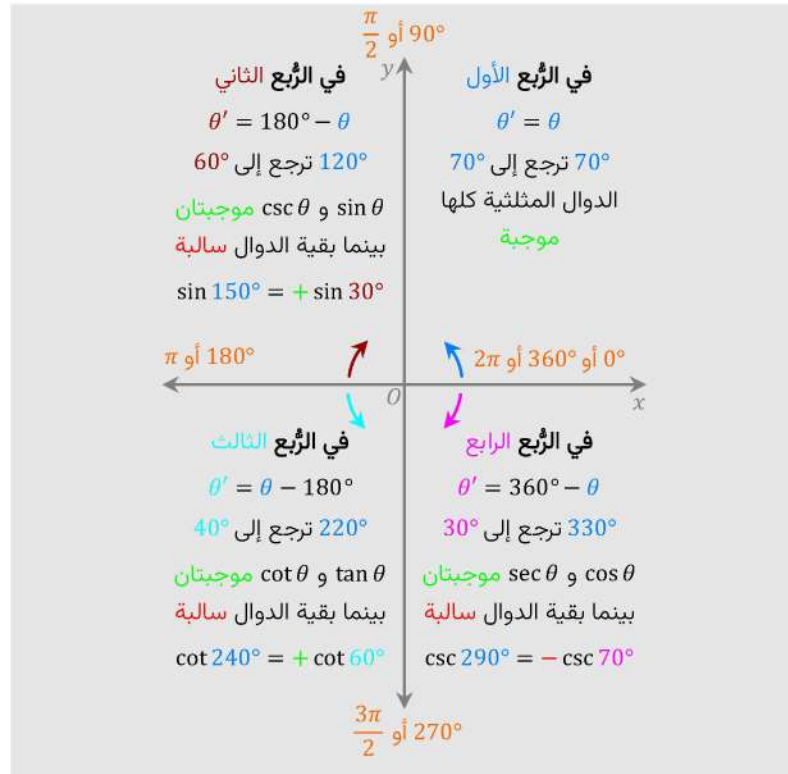 90° أو π/2
y
في الرُّبع الأول
θ′ = θ
70° ترجع إلى 70°
الدوال المثلثية كلها
موجبة
في الرُّبع الثاني
θ′ = 180° − θ
120° ترجع إلى 60°
sin θ و csc θ موجبتان
بينما بقية الدوال سالبة
sin 150° = + sin 30°
0° أو 360° أو 2π
180° أو π
O
x
في الرُّبع الرابع
θ′ = 360° − θ
330° ترجع إلى 30°
cos θ و sec θ موجبتان
بينما بقية الدوال سالبة
csc 290° = − csc 70°
في الرُّبع الثالث
θ′ = θ − 180°
220° ترجع إلى 40°
tan θ و cot θ موجبتان
بينما بقية الدوال سالبة
cot 240° = + cot 60°
270° أو 3π/2